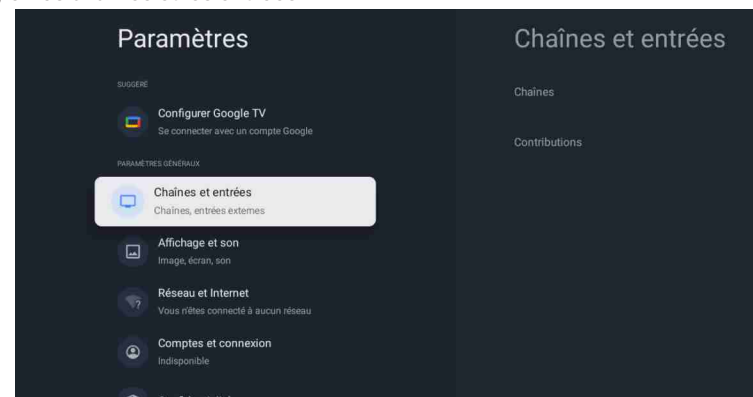 Paramètres
SUGGÉRÉ
Configurer Google TV
Se connecter avec un compte Google
PARAMÈTRES GÉNÉRAUX
Chaînes et entrées
Chaînes, entrées externes
Affichage et son
Image, écran, son
Réseau et Internet
Vous n'êtes connecté à aucun réseau
Comptes et connexion
Indisponible
Chaînes et entrées
Chaînes
Contributions